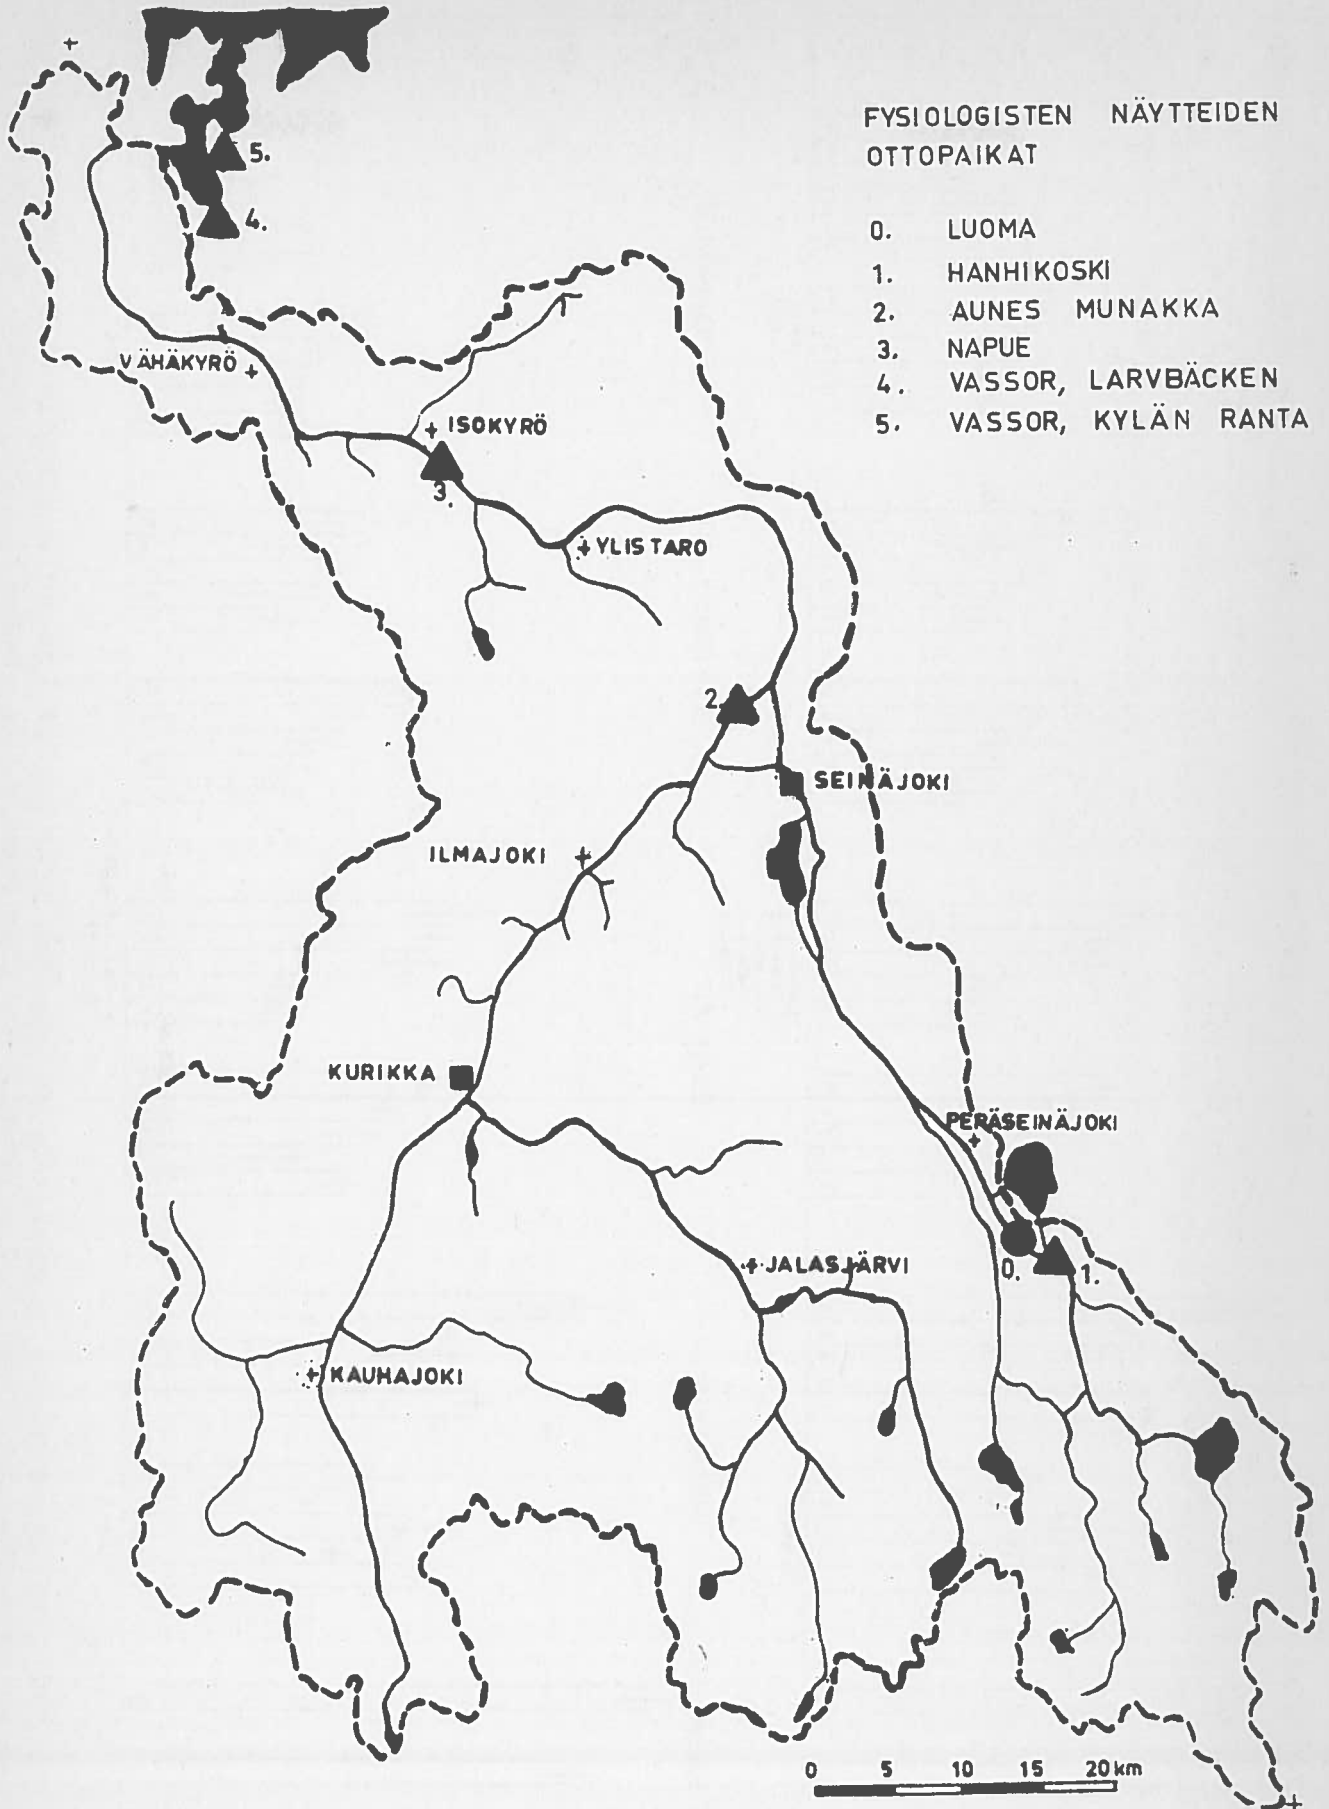 FYSIOLOGISTEN NÄYTTEIDEN
OTTOPAIKAT
0. LUOMA
1. HANHIKOSKI
2. AUNES MUNAKKA
3. NAPUE
4. VASSOR, LARVBÄCKEN
5. VASSOR, KYLÄN RANTA
5.
4.
VÄHÄKYRÖ
ISOKYRÖ
3.
YLISTARO
2.
SEINÄJOKI
ILMAJOKI
KURIKKA
PERÄSEINÄJOKI
JALASJÄRVI
0.
1.
KAUHAJOKI
0 5 10 15 20 km